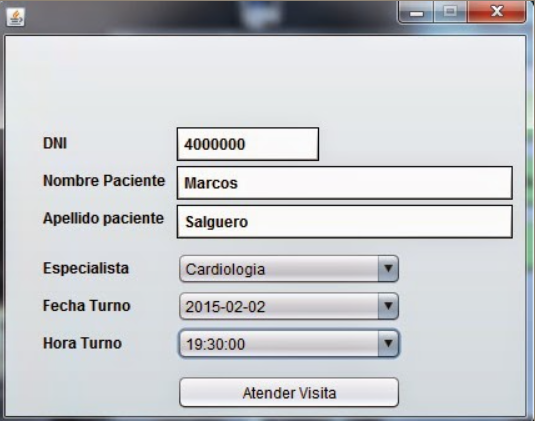 DNI 4000000
Nombre Paciente Marcos
Apellido paciente Salguero
Especialista Cardiologia
Fecha Turno 2015-02-02
Hora Turno 19:30:00
Atender Visita